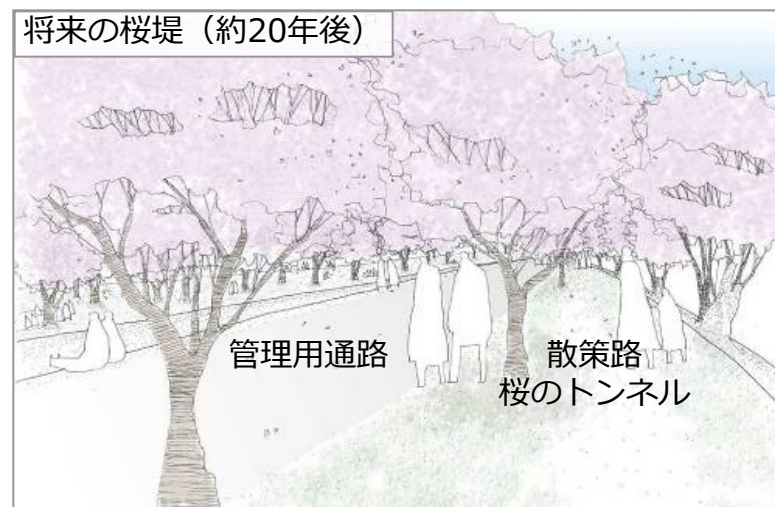 将来の桜堤（約20年後）
管理用通路
散策路
桜のトンネル